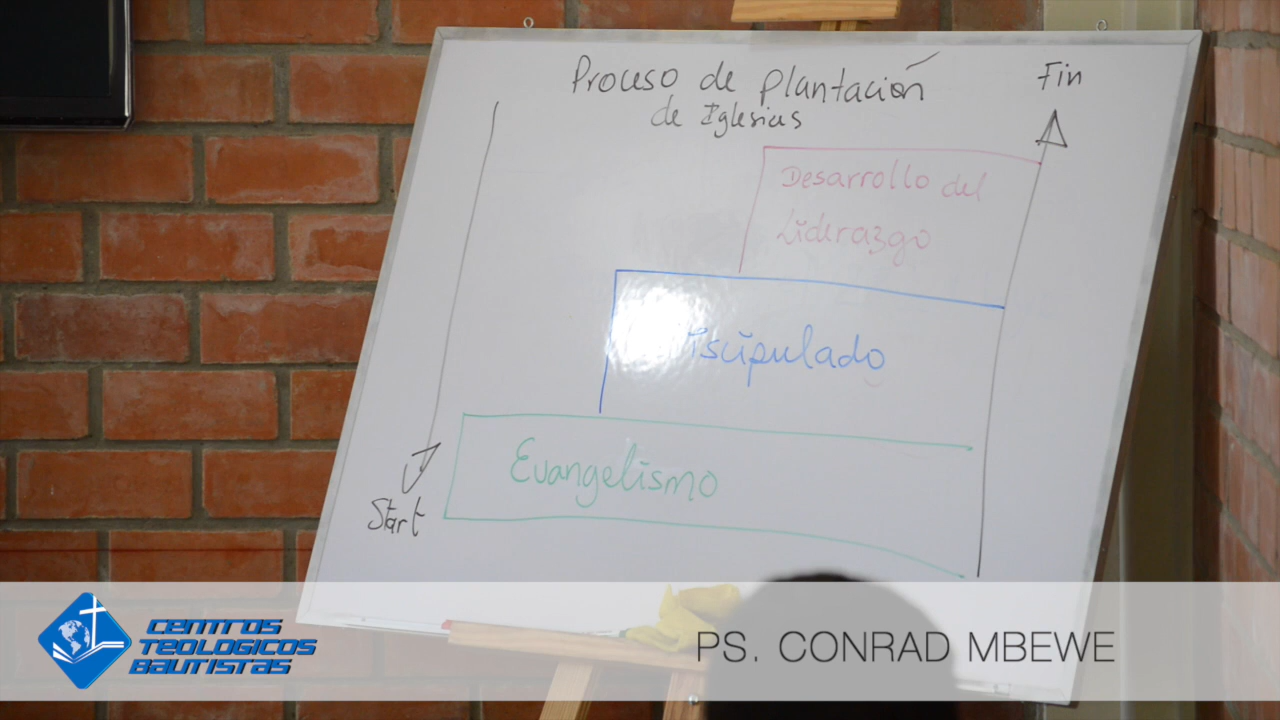 Proceso de Plantación
de Iglesias
Fin
Desarrollo del
Liderazgo
Discipulado
Evangelismo
Start
CENTROS
TEOLOGICOS
BAUTISTAS
PS. CONRAD MBEWE